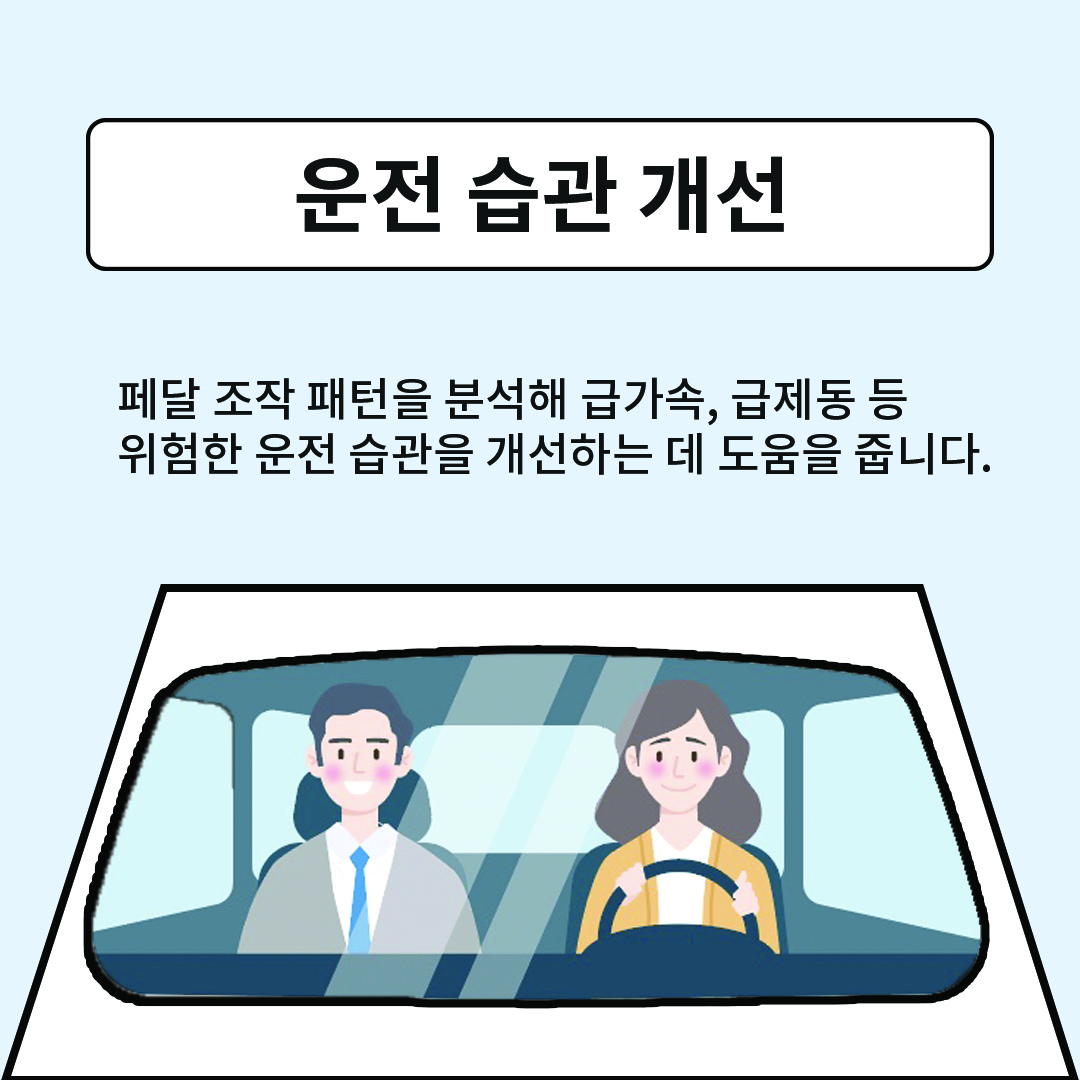 운전 습관 개선
페달 조작 패턴을 분석해 급가속, 급제동 등
위험한 운전 습관을 개선하는 데 도움을 줍니다.